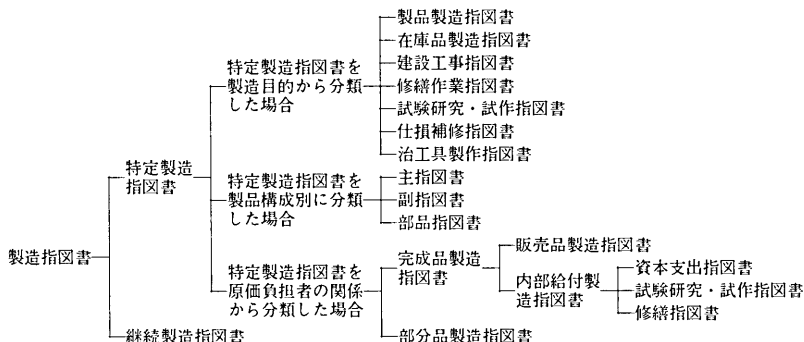 製品製造指図書
在庫品製造指図書
建設工事指図書
修繕作業指図書
試験研究・試作指図書
仕損補修指図書
治工具製作指図書
特定製造指図書を
製造目的から分類
した場合
特定製造
指図書
特定製造指図書を
製品構成別に分類
した場合
主指図書
副指図書
部品指図書
製造指図書
特定製造指図書を
原価負担者の関係
から分類した場合
完成品製造
指図書
販売品製造指図書
内部給付製
造指図書
資本支出指図書
試験研究・試作指図書
修繕指図書
部分品製造指図書
継続製造指図書